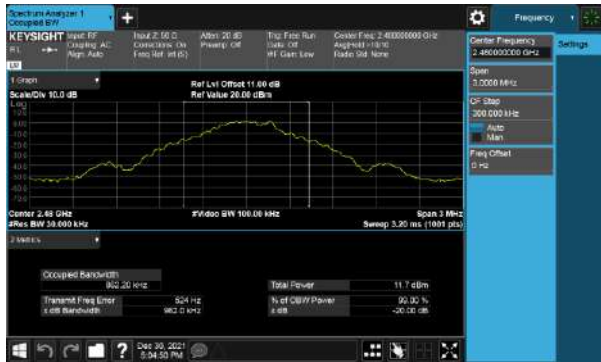 Spectrum Analyzer 1
Occupied BW
KEYSIGHT Input: RF
Coupling: AC
Align: Auto
Input Z: 50 Ω
Corrections: On
Freq Ref: Int (S)
Atten: 20 dB
Preamp: Off
Trig: Free Run
Gate: Off
#IF Gain: Low
Center Freq: 2.480000000 GHz
Avg|Hold:>10/10
Radio Std: None
Frequency
Center Frequency
2.480000000 GHz
Settings
Span
3.0000 MHz
CF Step
300.000 kHz
Auto
Man
Freq Offset
0 Hz
1 Graph
Scale/Div 10.0 dB
Ref Lvl Offset 11.00 dB
Ref Value 20.00 dBm
Log
Center 2.48 GHz
#Res BW 30.000 kHz
#Video BW 100.00 kHz
Span 3 MHz
Sweep 3.20 ms (1001 pts)
2 Metrics
Occupied Bandwidth
Total Power 11.7 dBm
Transmit Freq Error 524 Hz
% of OBW Power 99.00 %
x dB Bandwidth
x dB -20.00 dB
Dec 30, 2021
5:04:50 PM